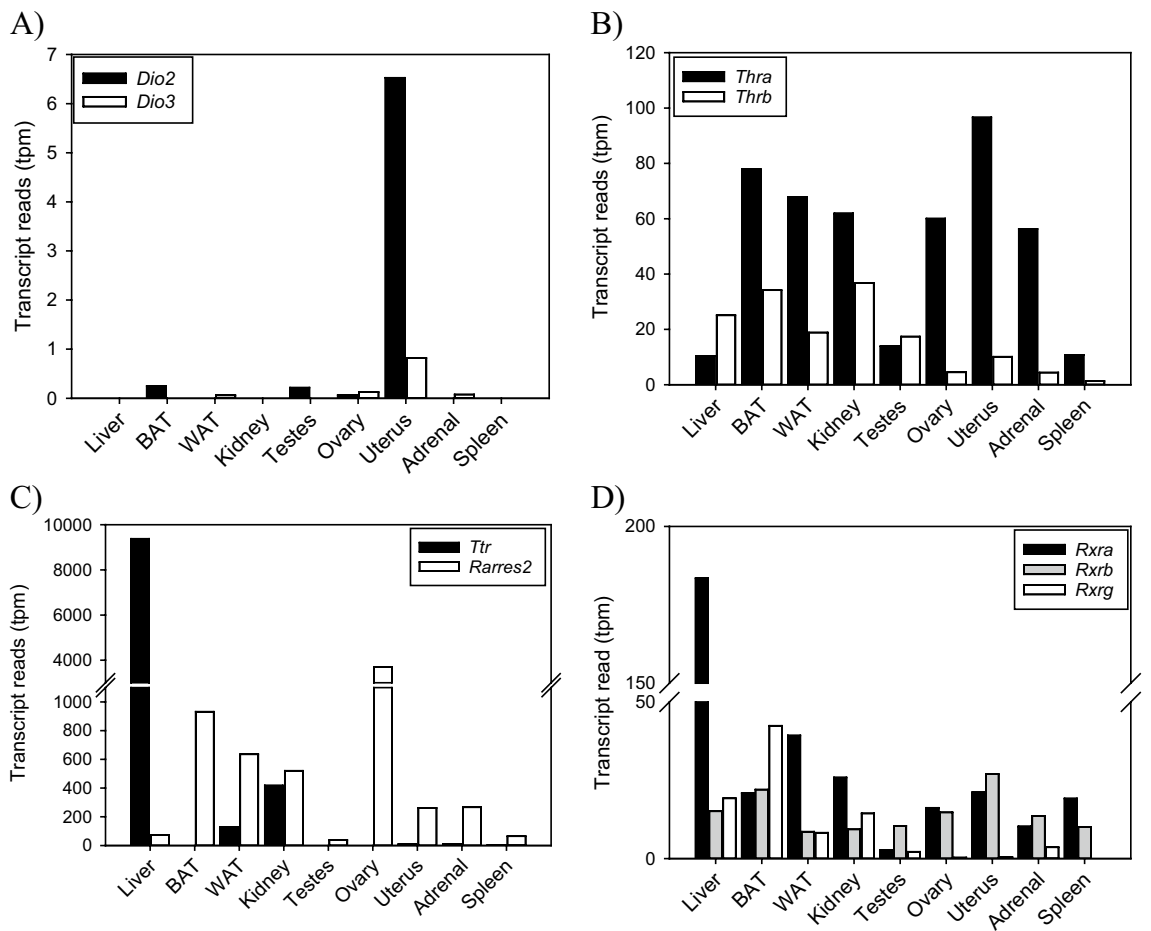 A)
Transcript reads (tpm)
7
6
5
4
3
2
1
0
Dio2
Dio3
Liver
BAT
WAT
Kidney
Testes
Ovary
Uterus
Adrenal
Spleen
B)
Transcript reads (tpm)
120
100
80
60
40
20
0
Thra
Thrb
Liver
BAT
WAT
Kidney
Testes
Ovary
Uterus
Adrenal
Spleen
C)
Transcript reads (tpm)
10000
8000
6000
4000
1000
800
600
400
200
0
Ttr
Rarres2
Liver
BAT
WAT
Kidney
Testes
Ovary
Uterus
Adrenal
Spleen
D)
Transcript read (tpm)
200
150
50
0
Rxra
Rxrb
Rxrg
Liver
BAT
WAT
Kidney
Testes
Ovary
Uterus
Adrenal
Spleen